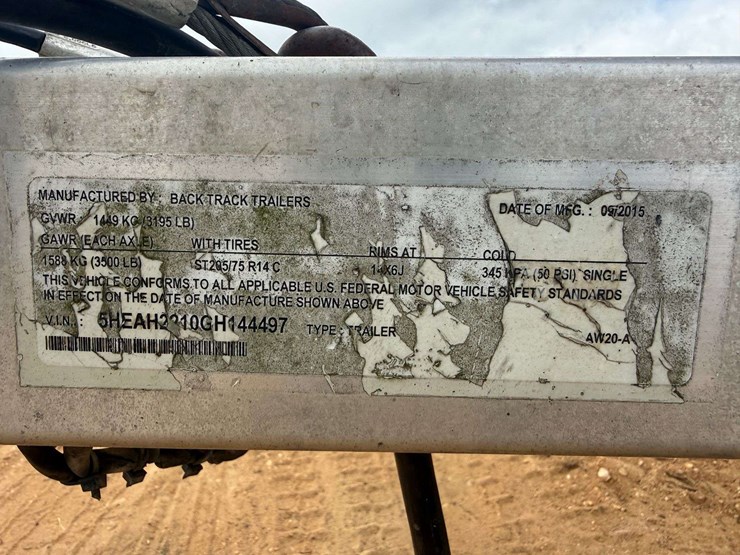 MANUFACTURED BY: BACK TRACK TRAILERS DATE OF MFG.: 09/2015
GVWR: 1449 KG (3195 LB)
GAWR (EACH AXLE) WITH TIRES RIMS AT COLD
1588 KG (3500 LB) ST205/75 R14 C 14X6J 345 KPA (50 PSI) SINGLE
THIS VEHICLE CONFORMS TO ALL APPLICABLE U.S. FEDERAL MOTOR VEHICLE SAFETY STANDARDS
IN EFFECT ON THE DATE OF MANUFACTURE SHOWN ABOVE
V.I.N.: TYPE: TRAILER AW20-A